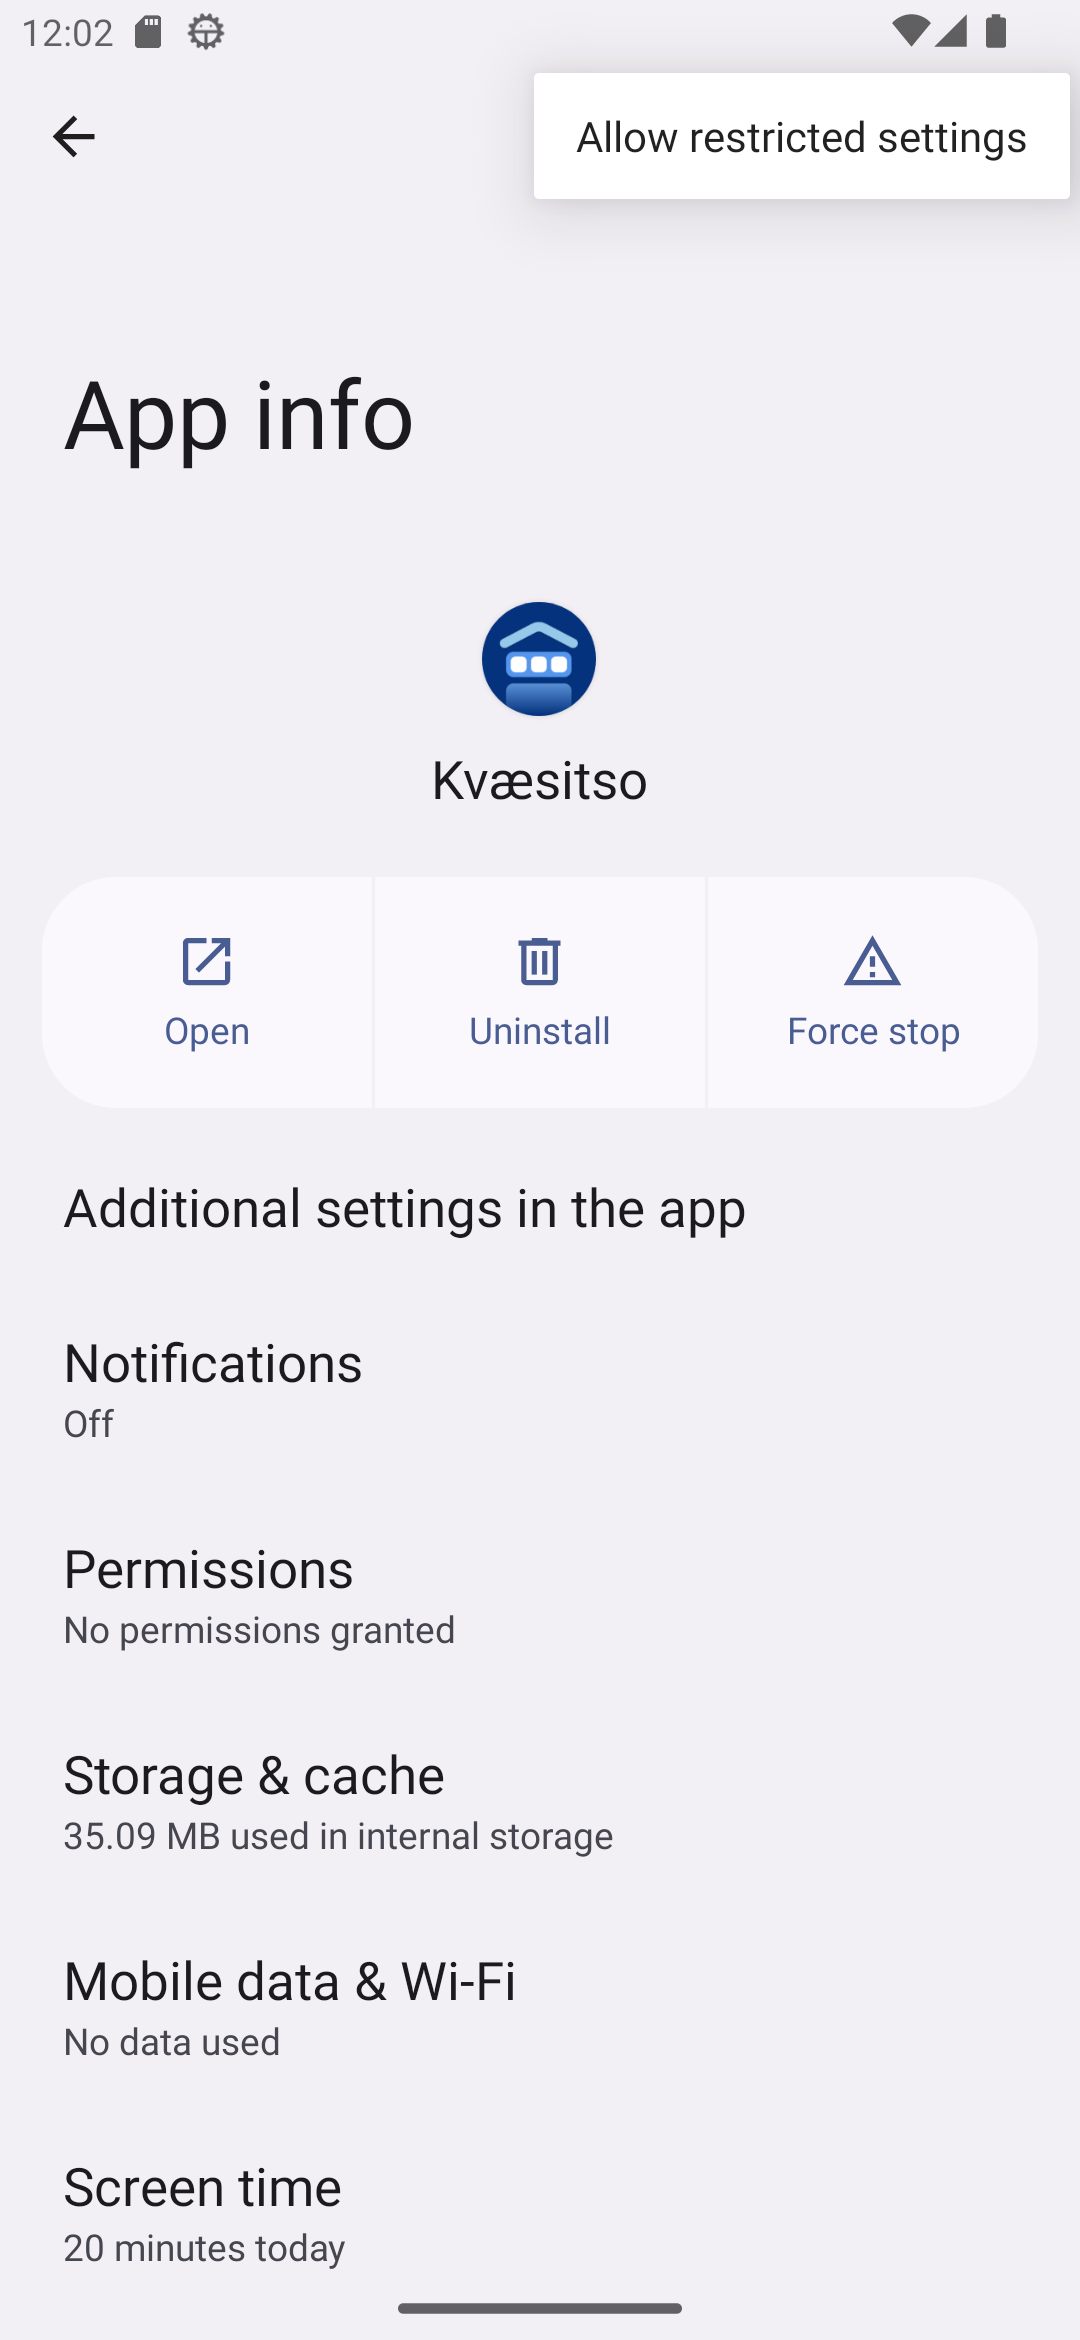 12:02
Allow restricted settings
App info
Kvæsitso
Open
Uninstall
Force stop
Additional settings in the app
Notifications
Off
Permissions
No permissions granted
Storage & cache
35.09 MB used in internal storage
Mobile data & Wi-Fi
No data used
Screen time
20 minutes today